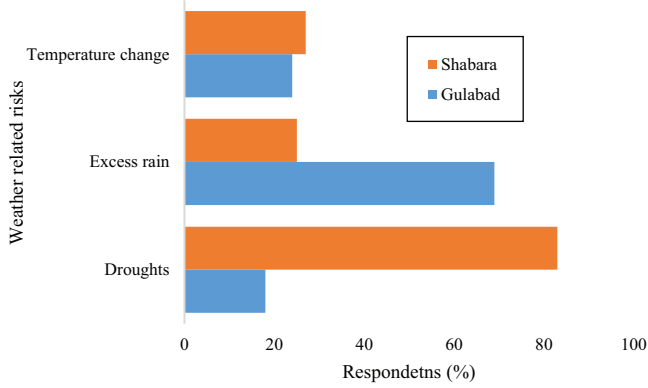 Weather related risks
Temperature change
Excess rain
Droughts
Shabara
Gulabad
0 20 40 60 80 100
Respondetns (%)